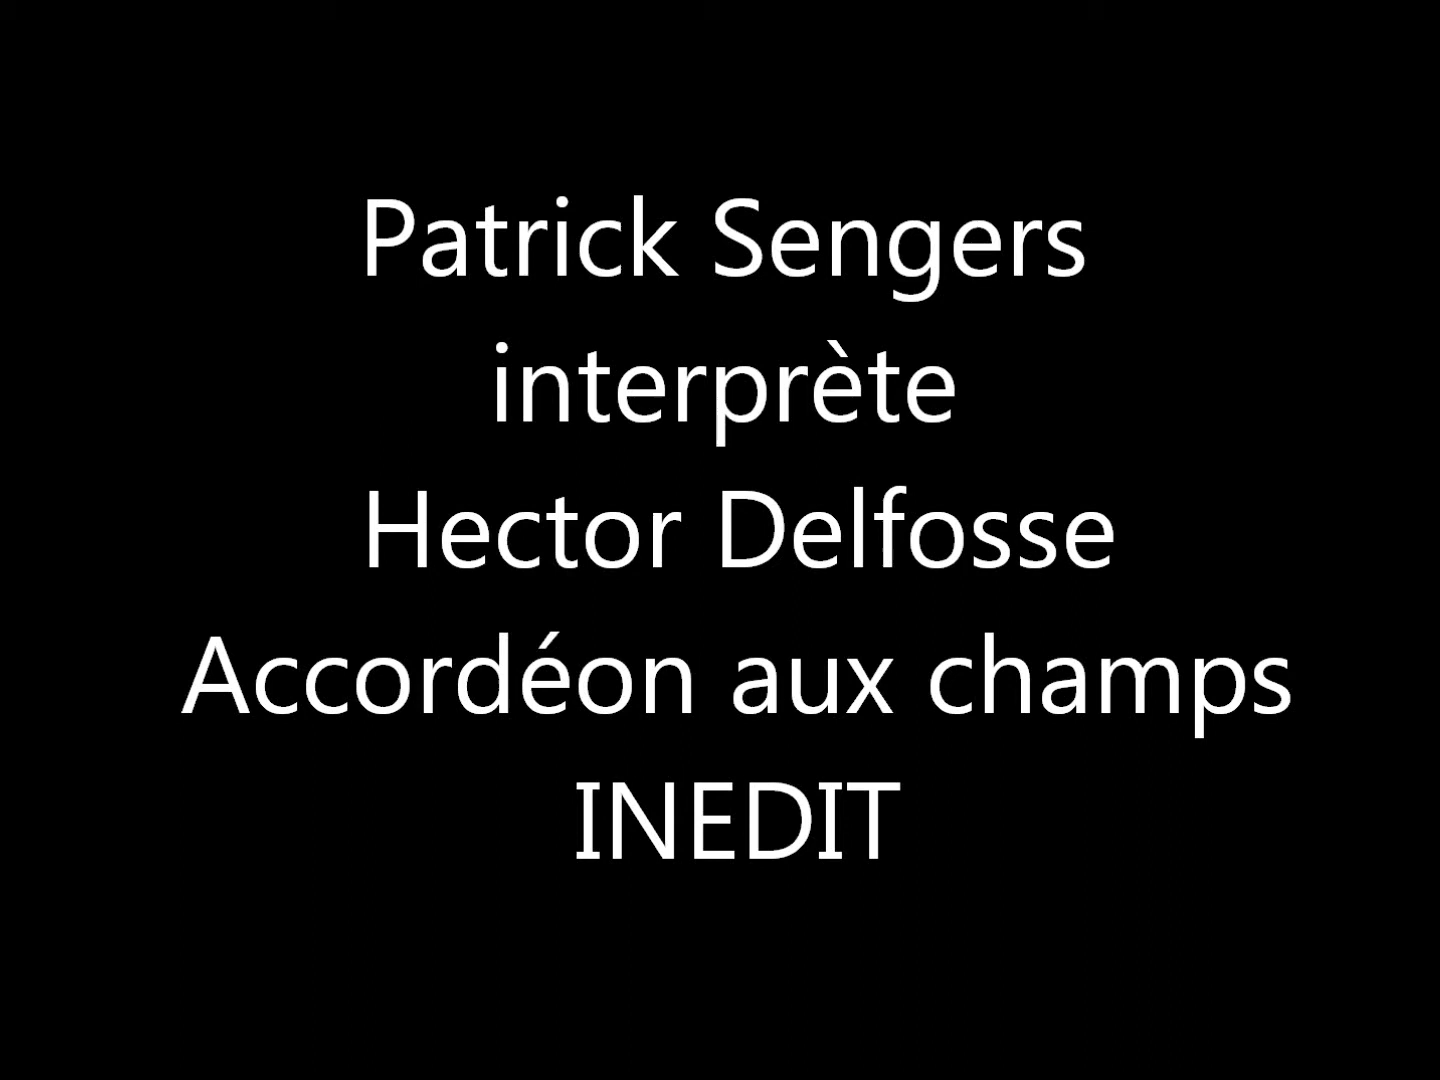 Patrick Sengers
interprète
Hector Delfosse
Accordéon aux champs
INEDIT